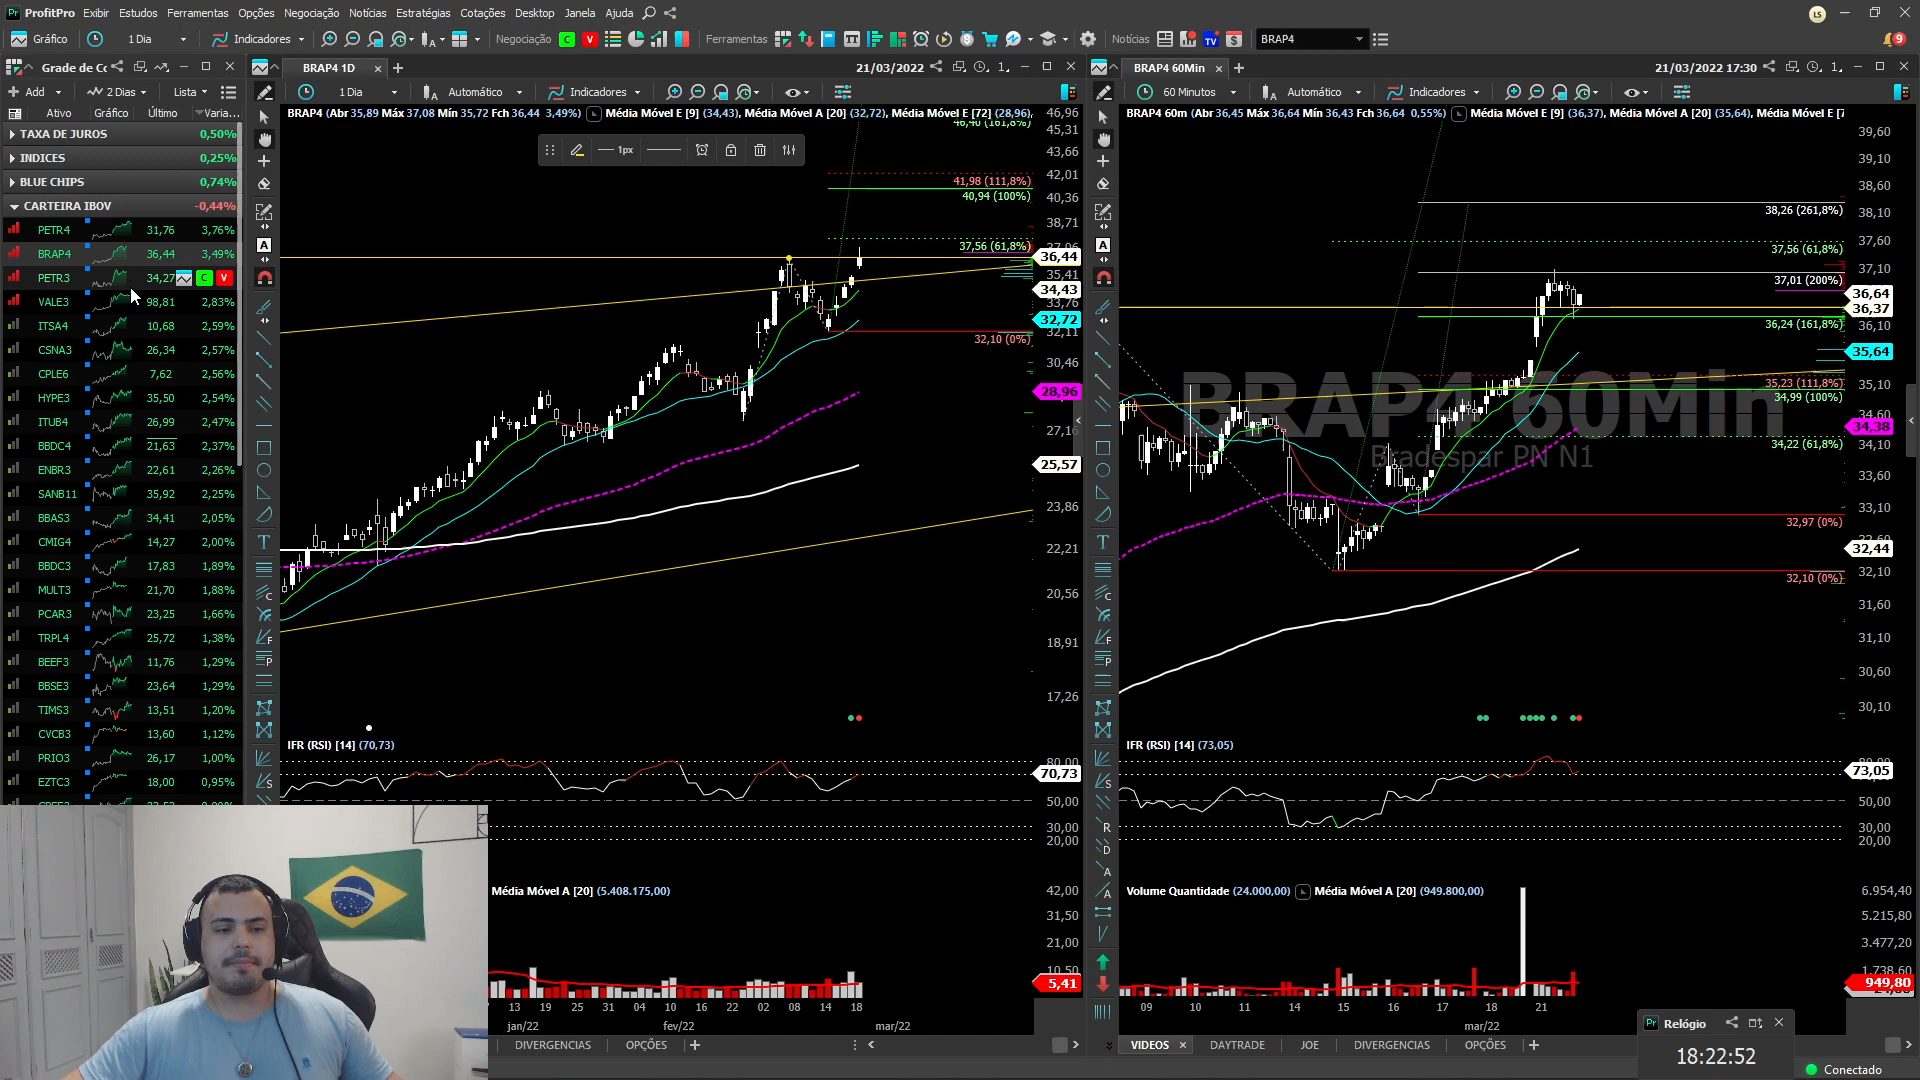 ProfitPro Exibir Estudos Ferramentas Opções Negociação Notícias Estratégias Cotações Desktop Janela Ajuda LS
Gráfico 1 Dia Indicadores Negociação C V Ferramentas Notícias BRAP4 9
Grade de Co
BRAP4 1D
21/03/2022
BRAP4 60Min
21/03/2022 17:30
Add 2 Dias Lista
1 Dia Automático Indicadores
60 Minutos Automático Indicadores
Ativo Gráfico Último Varia...
TAXA DE JUROS 0,50%
INDICES 0,25%
BLUE CHIPS 0,74%
CARTEIRA IBOV -0,44%
PETR4 31,76 3,76%
BRAP4 36,44 3,49%
PETR3 34,27 C V
VALE3 98,81 2,83%
ITSA4 10,68 2,59%
CSNA3 26,34 2,57%
CPLE6 7,62 2,56%
HYPE3 35,50 2,54%
ITUB4 26,99 2,47%
BBDC4 21,63 2,37%
ENBR3 22,61 2,26%
SANB11 35,92 2,25%
BBAS3 34,41 2,05%
CMIG4 14,27 2,00%
BBDC3 17,83 1,89%
MULT3 21,70 1,88%
PCAR3 23,25 1,66%
TRPL4 25,72 1,38%
BEEF3 11,76 1,29%
BBSE3 23,64 1,29%
TIMS3 13,51 1,20%
CVCB3 13,60 1,12%
PRIO3 26,17 1,00%
EZTC3 18,00 0,95%
BRAP4 (Abr 35,89 Máx 37,08 Mín 35,72 Fch 36,44 3,49%) Média Móvel E [9] (34,43), Média Móvel A [20] (32,72), Média Móvel E [72] (28,96),
1px
46,40 (161,8%)
41,98 (111,8%)
40,94 (100%)
37,56 (61,8%)
32,10 (0%)
46,96
45,31
43,66
42,01
40,36
38,71
36,44
35,41
34,43
33,76
32,72
32,11
30,46
28,96
27,16
25,57
23,86
22,21
20,56
18,91
17,26
IFR (RSI) [14] (70,73)
80,00
70,73
50,00
30,00
20,00
Média Móvel A [20] (5.408.175,00)
42,00
31,50
21,00
10,50
5,41
13 19 25 31 04 10 16 22 02 08 14 18
jan/22 fev/22 mar/22
DIVERGENCIAS OPÇÕES
BRAP4 60m (Abr 36,45 Máx 36,64 Mín 36,43 Fch 36,64 0,55%) Média Móvel E [9] (36,37), Média Móvel A [20] (35,64), Média Móvel E [7
BRAP4 60Min
Bradespar PN N1
38,26 (261,8%)
37,56 (61,8%)
37,01 (200%)
36,24 (161,8%)
35,23 (111,8%)
34,99 (100%)
34,22 (61,8%)
32,97 (0%)
32,10 (0%)
39,60
39,10
38,60
38,10
37,60
37,10
36,64
36,37
36,10
35,64
35,10
34,60
34,38
34,10
33,60
33,10
32,44
32,10
31,60
31,10
30,60
30,10
IFR (RSI) [14] (73,05)
73,05
50,00
30,00
20,00
Volume Quantidade (24.000,00) Média Móvel A [20] (949.800,00)
6.954,40
5.215,80
3.477,20
1.738,60
949,80
09 10 11 14 15 16 17 18 21
mar/22
VIDEOS DAYTRADE JOE DIVERGENCIAS OPÇÕES
Relógio
18:22:52
Conectado